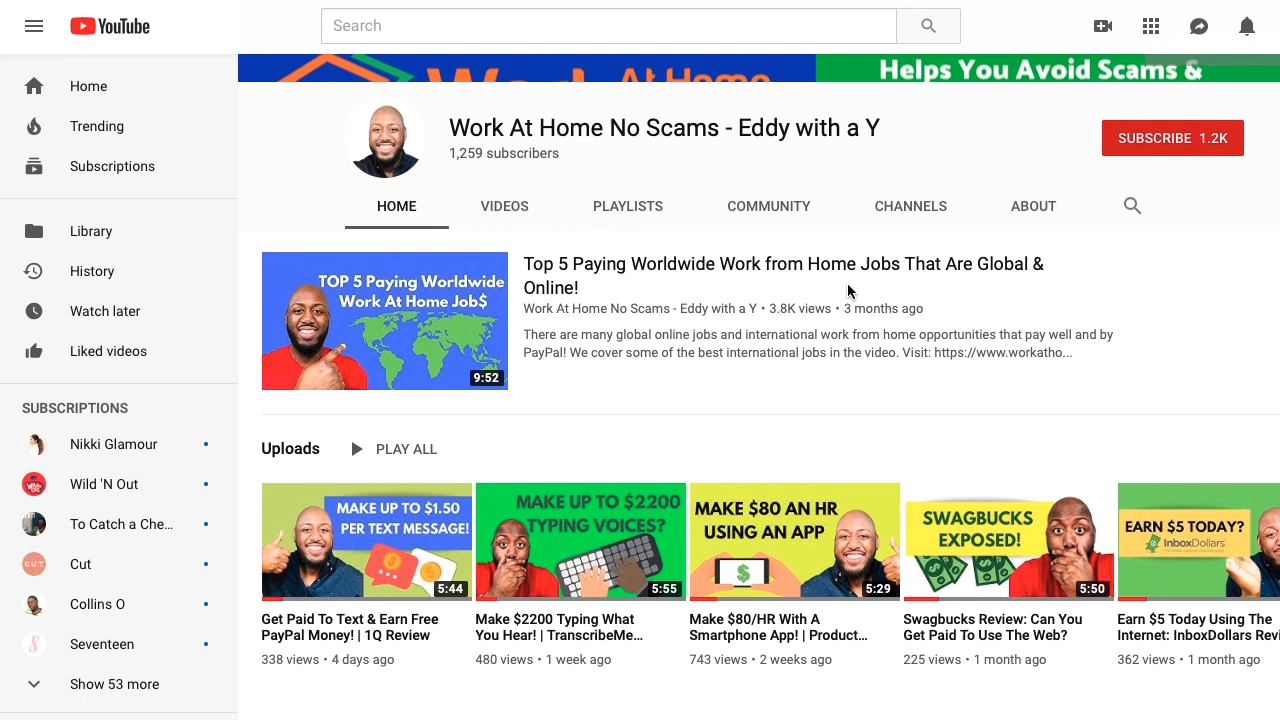 YouTube
Search
Home
Trending
Subscriptions
Library
History
Watch later
Liked videos
SUBSCRIPTIONS
Nikki Glamour
Wild 'N Out
To Catch a Che...
Cut
CUT
Collins O
Seventeen
Show 53 more
Work At Home
Helps You Avoid Scams &
Work At Home No Scams - Eddy with a Y
1,259 subscribers
SUBSCRIBE 1.2K
HOME VIDEOS PLAYLISTS COMMUNITY CHANNELS ABOUT
TOP 5 Paying Worldwide
Work At Home Job$
9:52
Top 5 Paying Worldwide Work from Home Jobs That Are Global &
Online!
Work At Home No Scams - Eddy with a Y • 3.8K views • 3 months ago
There are many global online jobs and international work from home opportunities that pay well and by
PayPal! We cover some of the best international jobs in the video. Visit: https://www.workatho...
Uploads PLAY ALL
MAKE UP TO $1.50
PER TEXT MESSAGE!
5:44
Get Paid To Text & Earn Free
PayPal Money! | 1Q Review
338 views • 4 days ago
MAKE UP TO $2200
TYPING VOICES?
5:55
Make $2200 Typing What
You Hear! | TranscribeMe...
480 views • 1 week ago
MAKE $80 AN HR
USING AN APP
$
5:29
Make $80/HR With A
Smartphone App! | Product...
743 views • 2 weeks ago
SWAGBUCKS
EXPOSED!
5:50
Swagbucks Review: Can You
Get Paid To Use The Web?
225 views • 1 month ago
EARN $5 TODAY?
InboxDollars
Earn $5 Today Using The
Internet: InboxDollars Revi
362 views • 1 month ago